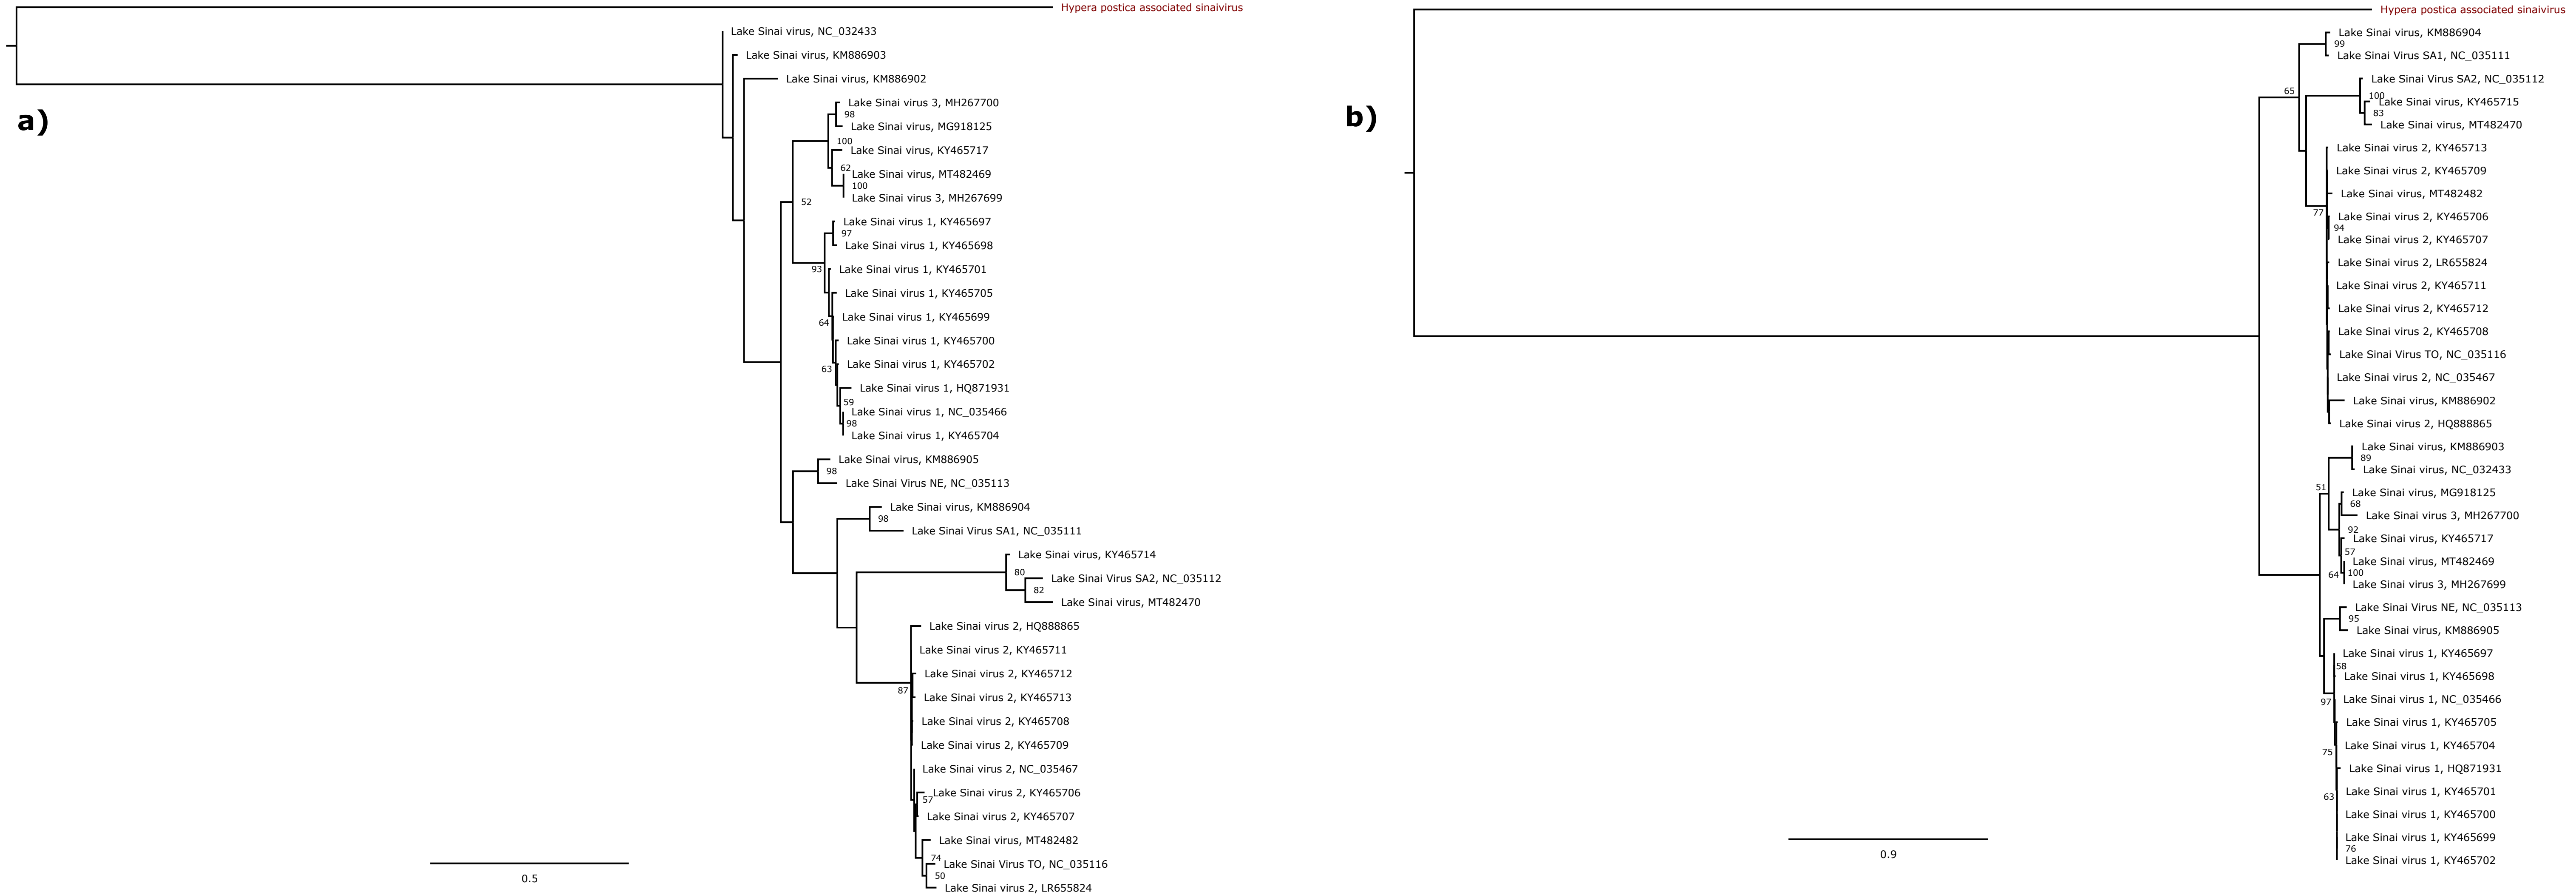 a)
Hypera postica associated sinaivirus
Lake Sinai virus, NC_032433
Lake Sinai virus, KM886903
Lake Sinai virus, KM886902
Lake Sinai virus 3, MH267700
98
Lake Sinai virus, MG918125
100
Lake Sinai virus, KY465717
62
Lake Sinai virus, MT482469
100
Lake Sinai virus 3, MH267699
52
Lake Sinai virus 1, KY465697
97
Lake Sinai virus 1, KY465698
93
Lake Sinai virus 1, KY465701
Lake Sinai virus 1, KY465705
Lake Sinai virus 1, KY465699
64
Lake Sinai virus 1, KY465700
Lake Sinai virus 1, KY465702
63
Lake Sinai virus 1, HQ871931
59
Lake Sinai virus 1, NC_035466
98
Lake Sinai virus 1, KY465704
Lake Sinai virus, KM886905
98
Lake Sinai Virus NE, NC_035113
Lake Sinai virus, KM886904
98
Lake Sinai Virus SA1, NC_035111
Lake Sinai virus, KY465714
80
Lake Sinai Virus SA2, NC_035112
82
Lake Sinai virus, MT482470
Lake Sinai virus 2, HQ888865
Lake Sinai virus 2, KY465711
Lake Sinai virus 2, KY465712
87
Lake Sinai virus 2, KY465713
Lake Sinai virus 2, KY465708
Lake Sinai virus 2, KY465709
Lake Sinai virus 2, NC_035467
Lake Sinai virus 2, KY465706
57
Lake Sinai virus 2, KY465707
Lake Sinai virus, MT482482
74
Lake Sinai Virus TO, NC_035116
50
Lake Sinai virus 2, LR655824
0.5
b)
Hypera postica associated sinaivirus
Lake Sinai virus, KM886904
99
Lake Sinai Virus SA1, NC_035111
65
Lake Sinai Virus SA2, NC_035112
100
Lake Sinai virus, KY465715
83
Lake Sinai virus, MT482470
Lake Sinai virus 2, KY465713
Lake Sinai virus 2, KY465709
Lake Sinai virus, MT482482
77
Lake Sinai virus 2, KY465706
94
Lake Sinai virus 2, KY465707
Lake Sinai virus 2, LR655824
Lake Sinai virus 2, KY465711
Lake Sinai virus 2, KY465712
Lake Sinai virus 2, KY465708
Lake Sinai Virus TO, NC_035116
Lake Sinai virus 2, NC_035467
Lake Sinai virus, KM886902
Lake Sinai virus 2, HQ888865
Lake Sinai virus, KM886903
89
Lake Sinai virus, NC_032433
51
Lake Sinai virus, MG918125
68
Lake Sinai virus 3, MH267700
92
Lake Sinai virus, KY465717
57
Lake Sinai virus, MT482469
64
100
Lake Sinai virus 3, MH267699
Lake Sinai Virus NE, NC_035113
95
Lake Sinai virus, KM886905
Lake Sinai virus 1, KY465697
58
Lake Sinai virus 1, KY465698
Lake Sinai virus 1, NC_035466
97
Lake Sinai virus 1, KY465705
Lake Sinai virus 1, KY465704
75
Lake Sinai virus 1, HQ871931
Lake Sinai virus 1, KY465701
63
Lake Sinai virus 1, KY465700
Lake Sinai virus 1, KY465699
76
Lake Sinai virus 1, KY465702
0.9